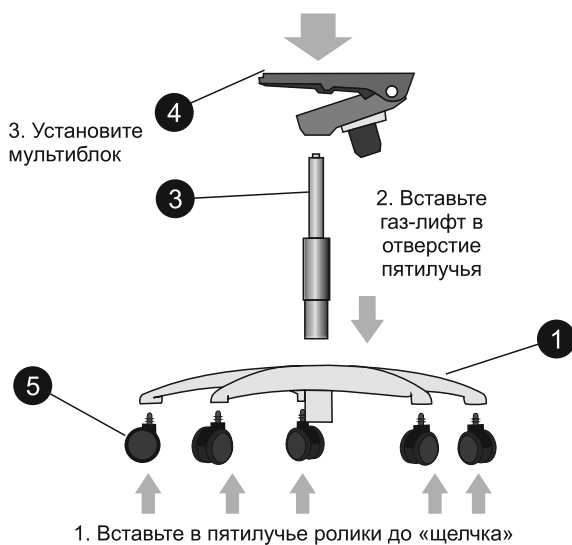 4
3. Установите
мультиблок
3
2. Вставьте
газ-лифт в
отверстие
пятилучья
1
5
1. Вставьте в пятилучье ролики до «щелчка»